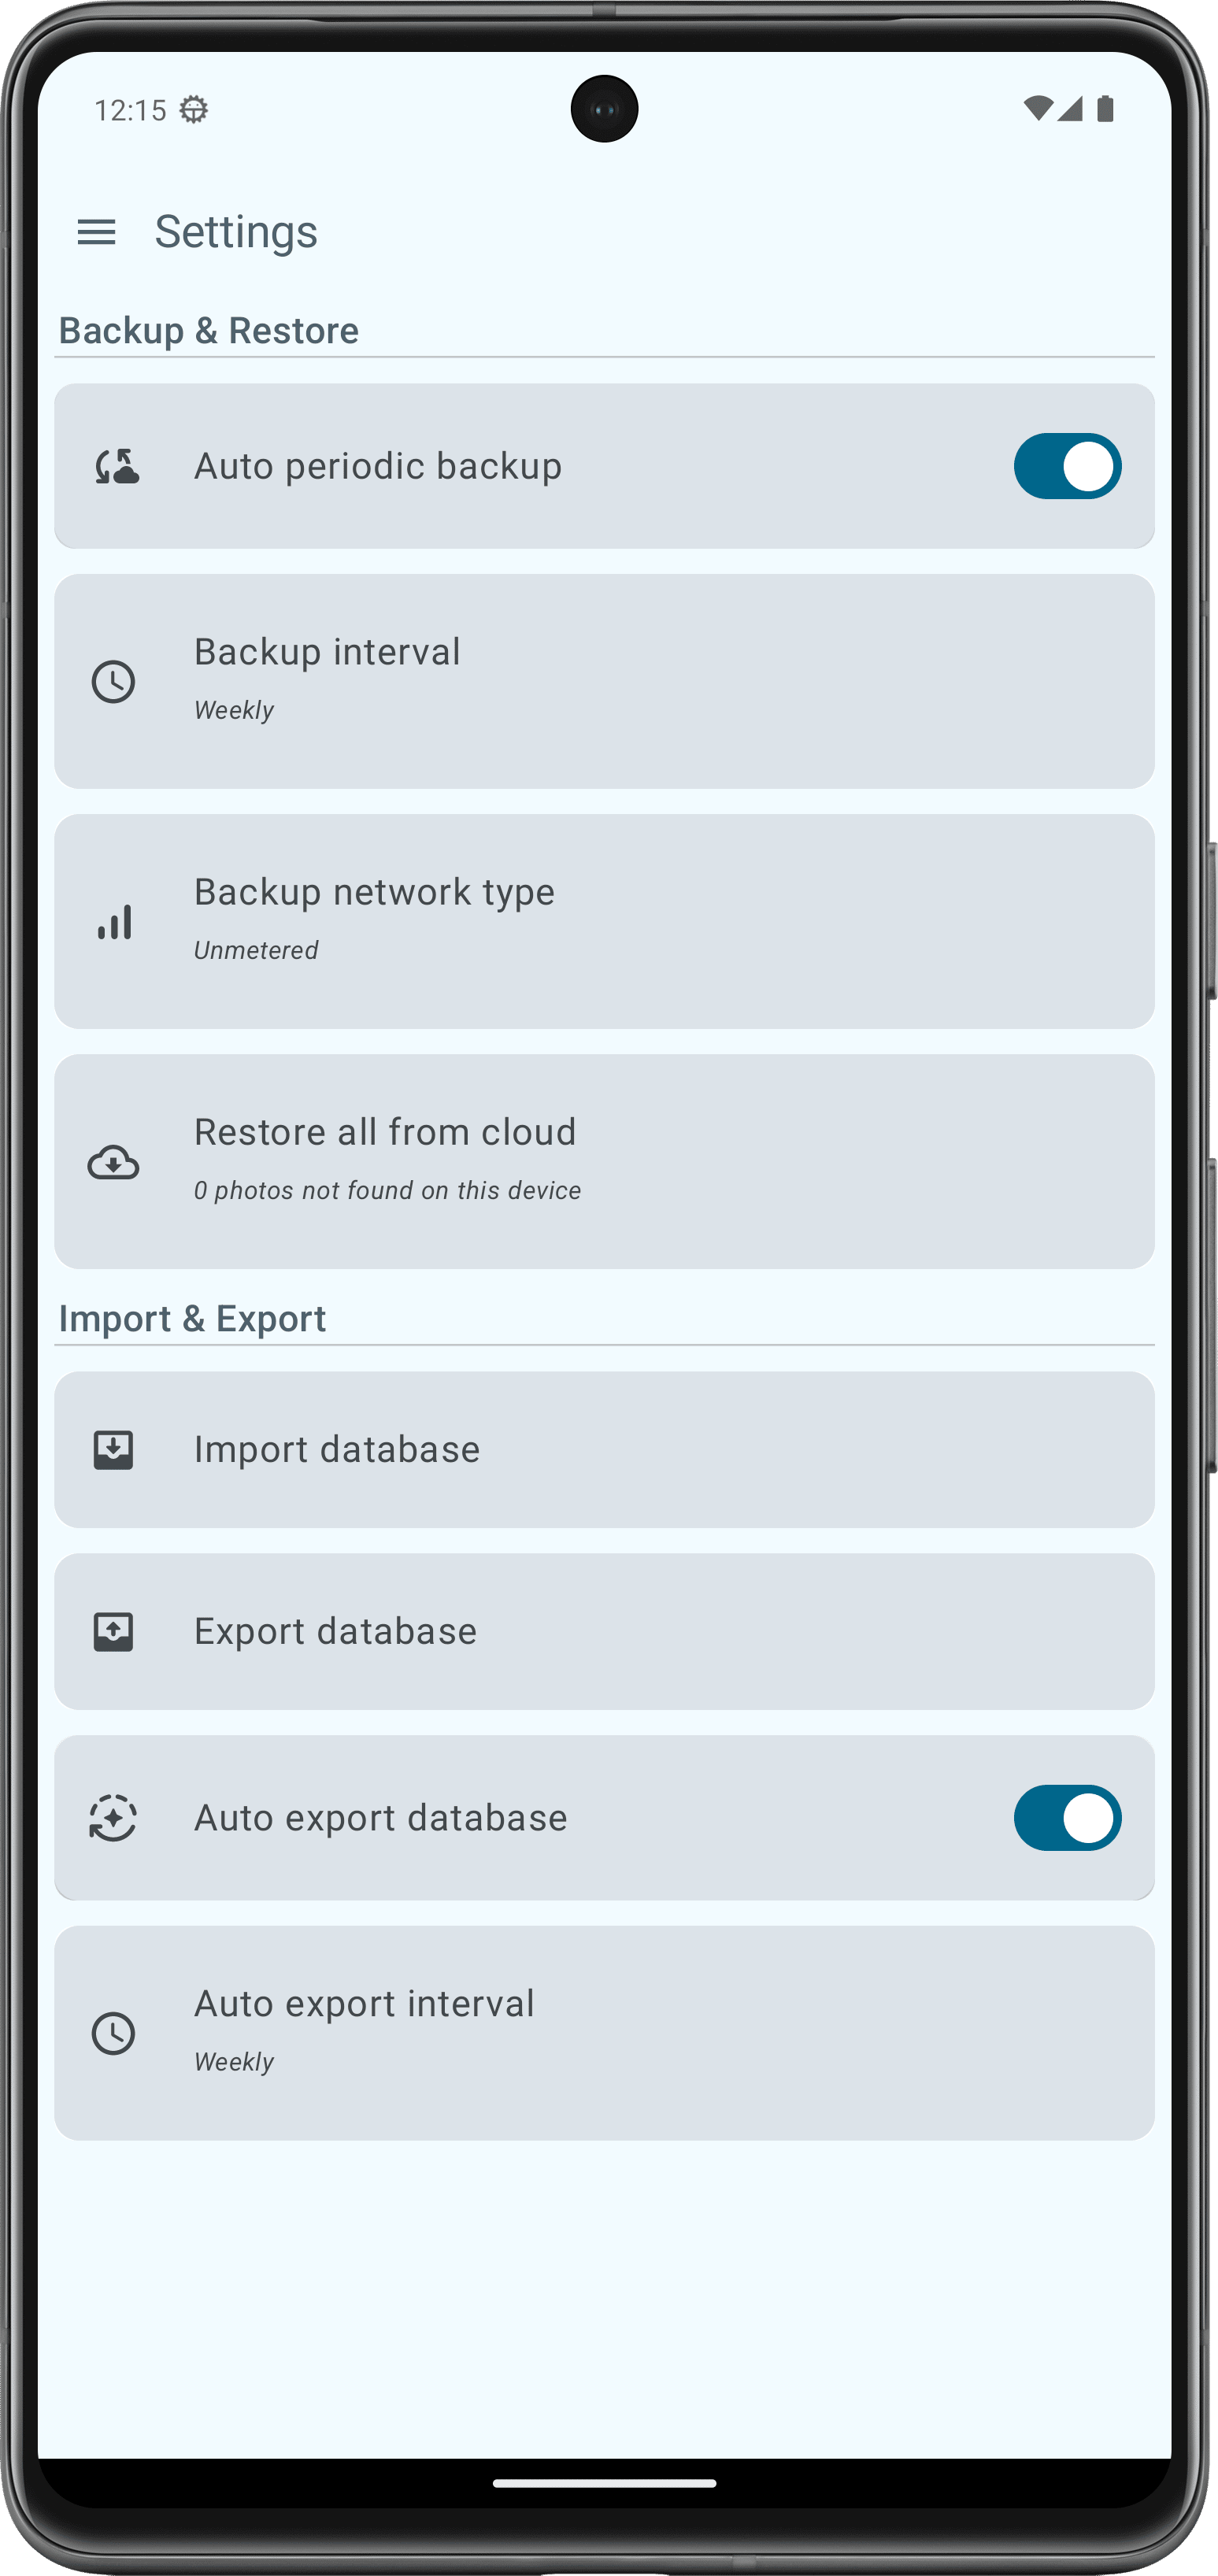 12:15
Settings
Backup & Restore
Auto periodic backup
Backup interval
Weekly
Backup network type
Unmetered
Restore all from cloud
0 photos not found on this device
Import & Export
Import database
Export database
Auto export database
Auto export interval
Weekly